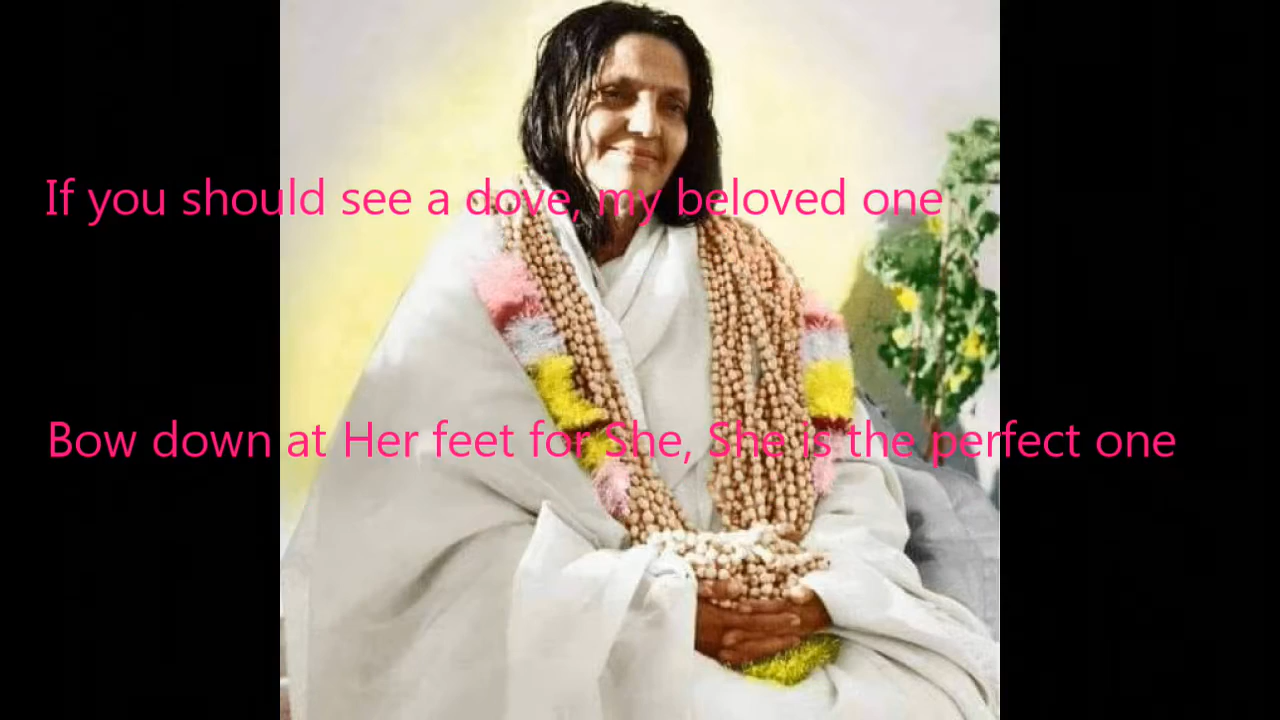 If you should see a dove, my beloved one
Bow down at Her feet for She, She is the perfect one